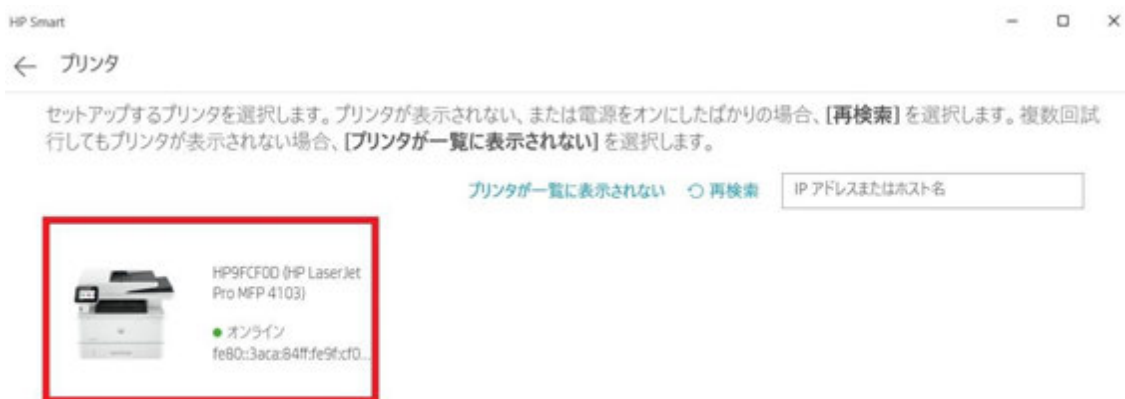 HP Smart
← プリンタ
セットアップするプリンタを選択します。プリンタが表示されない、または電源をオンにしたばかりの場合、[再検索] を選択します。複数回試
行してもプリンタが表示されない場合、[プリンタが一覧に表示されない] を選択します。
プリンタが一覧に表示されない 再検索 IP アドレスまたはホスト名
HP9FCF0D (HP LaserJet
Pro MFP 4103)
オンライン
fe80::3aca:84ff:fe9f:cf0...